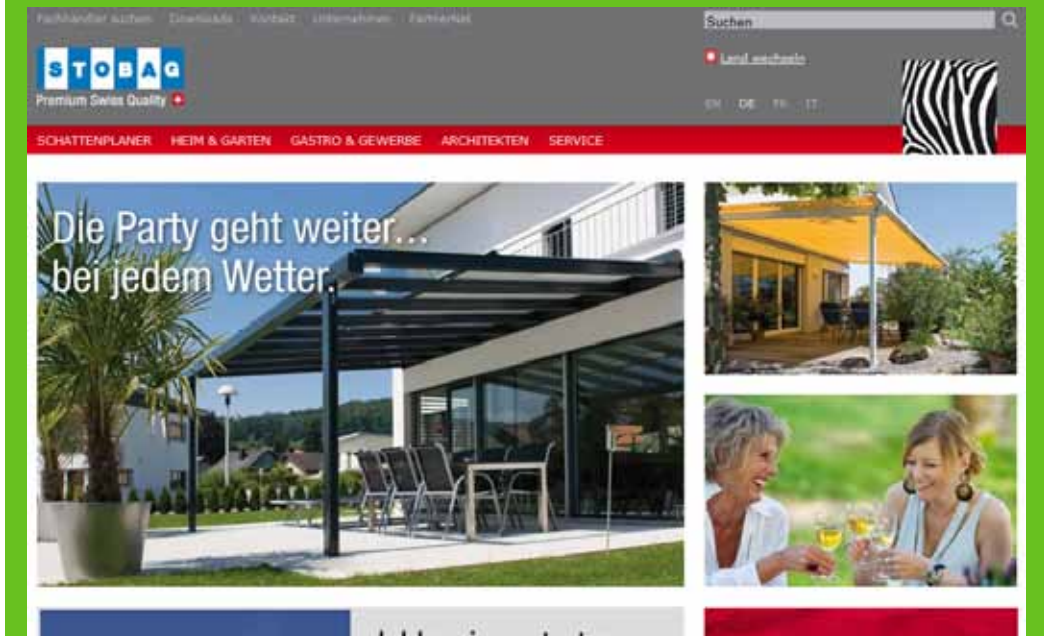 Fachhändler suchen Downloads Kontakt Unternehmen PartnerNet
Suchen
STOBAG
Premium Swiss Quality
Land wechseln
EN DE FR IT
SCHATTENPLANER HEIM & GARTEN GASTRO & GEWERBE ARCHITEKTEN SERVICE
Die Party geht weiter...
bei jedem Wetter.